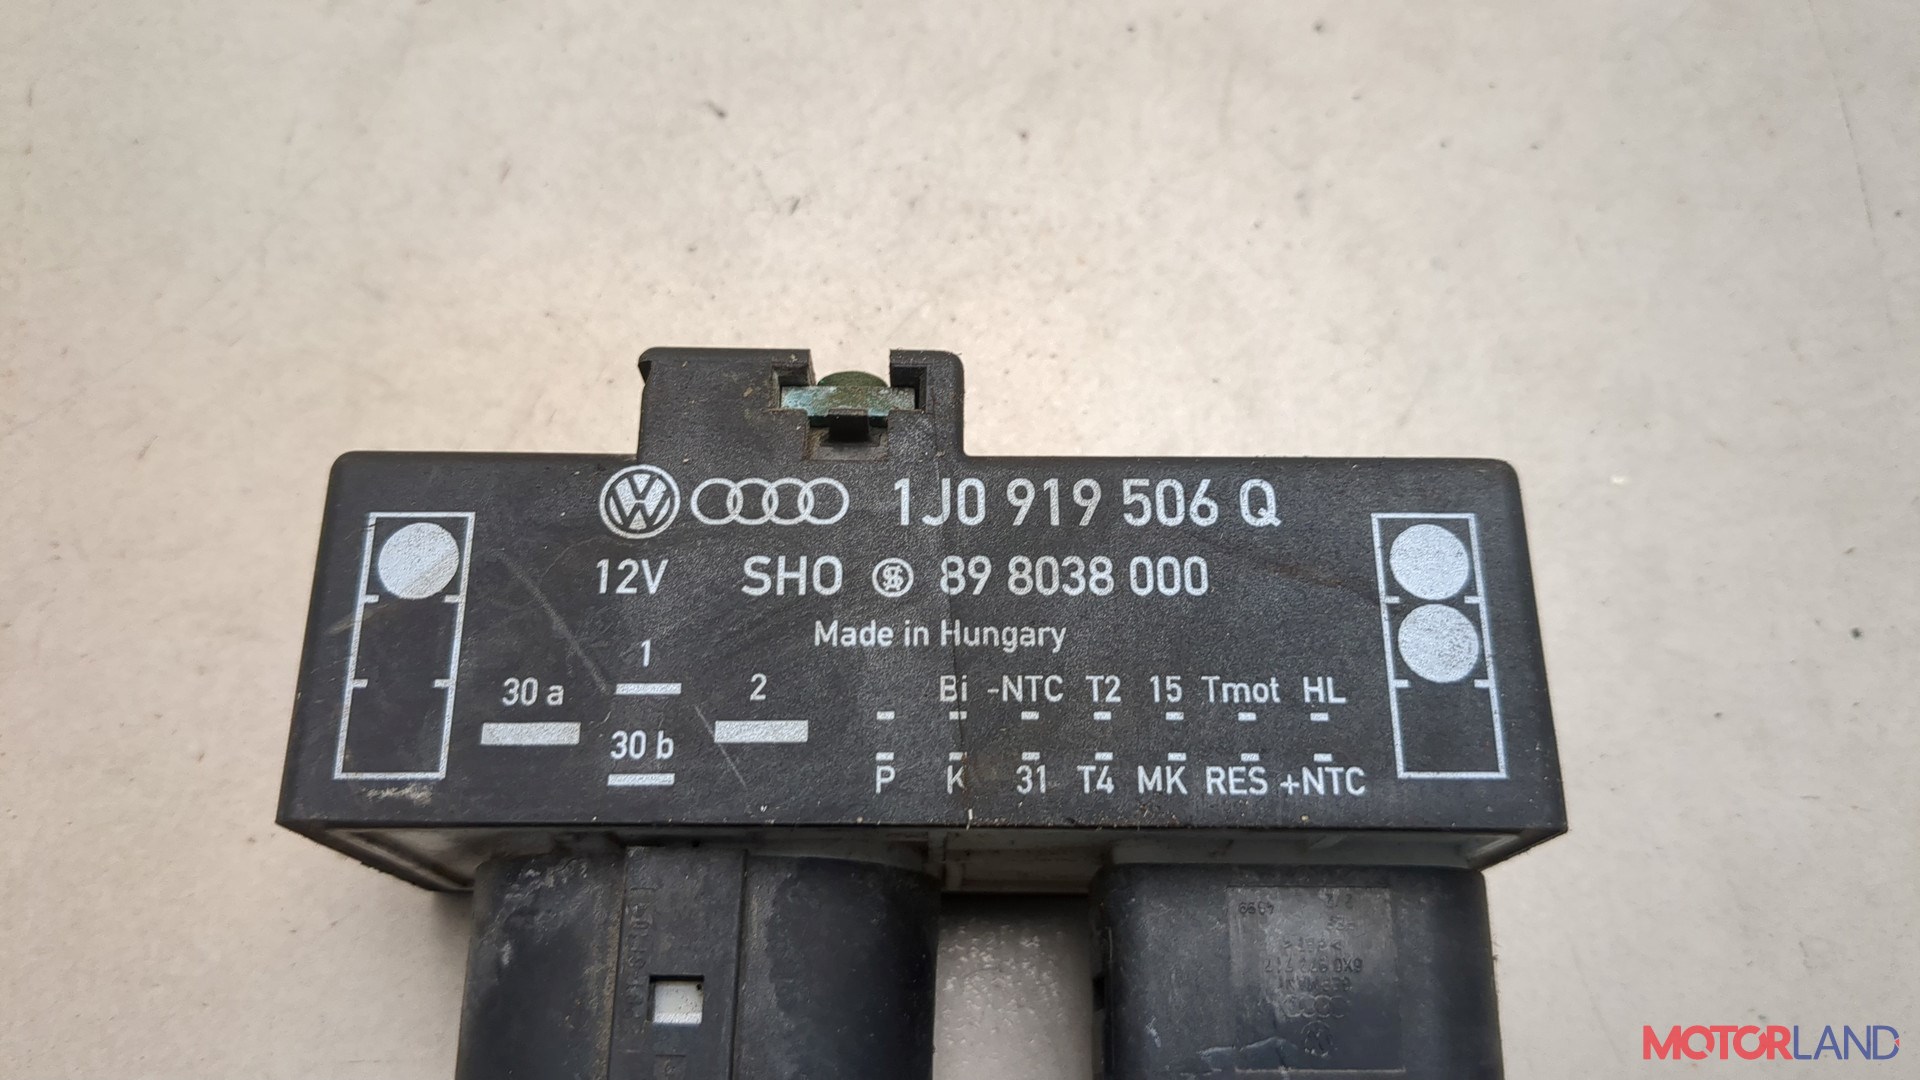 1J0 919 506 Q
12V SHO 89 8038 000
Made in Hungary
1
30 a 2
30 b
Bi -NTC T2 15 Tmot HL
P K 31 T4 MK RES +NTC
MOTORLAND